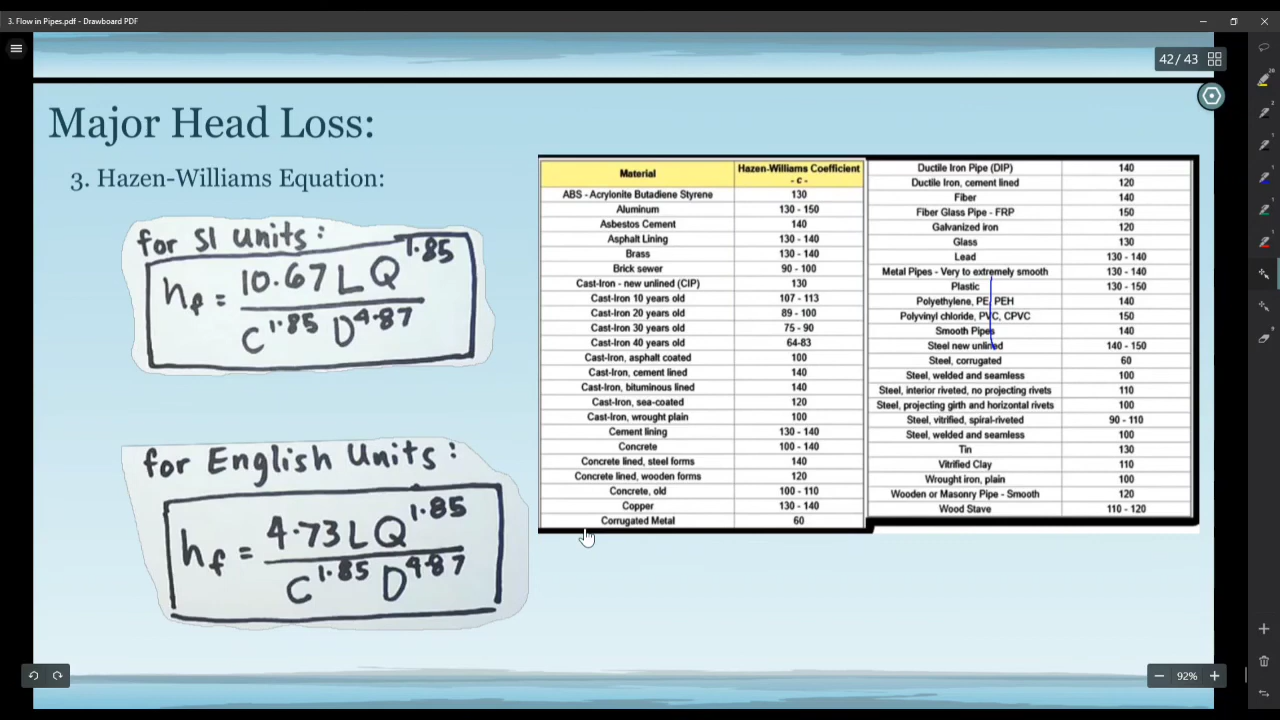 3. Flow in Pipes.pdf - Drawboard PDF
42 / 43
Major Head Loss:
3. Hazen-Williams Equation:
for SI units:
hf = 10.67 L Q^1.85
C^1.85 D^4.87
for English Units:
hf = 4.73 L Q^1.85
C^1.85 D^4.87
Material Hazen-Williams Coefficient
- c -
ABS - Acrylonite Butadiene Styrene 130
Aluminum 130 - 150
Asbestos Cement 140
Asphalt Lining 130 - 140
Brass 130 - 140
Brick sewer 90 - 100
Cast-Iron - new unlined (CIP) 130
Cast-Iron 10 years old 107 - 113
Cast-Iron 20 years old 89 - 100
Cast-Iron 30 years old 75 - 90
Cast-Iron 40 years old 64-83
Cast-Iron, asphalt coated 100
Cast-Iron, cement lined 140
Cast-Iron, bituminous lined 140
Cast-Iron, sea-coated 120
Cast-Iron, wrought plain 100
Cement lining 130 - 140
Concrete 100 - 140
Concrete lined, steel forms 140
Concrete lined, wooden forms 120
Concrete, old 100 - 110
Copper 130 - 140
Corrugated Metal 60
Ductile Iron Pipe (DIP) 140
Ductile Iron, cement lined 120
Fiber 140
Fiber Glass Pipe - FRP 150
Galvanized iron 120
Glass 130
Lead 130 - 140
Metal Pipes - Very to extremely smooth 130 - 140
Plastic 130 - 150
Polyethylene, PE, PEH 140
Polyvinyl chloride, PVC, CPVC 150
Smooth Pipes 140
Steel new unlined 140 - 150
Steel, corrugated 60
Steel, welded and seamless 100
Steel, interior riveted, no projecting rivets 110
Steel, projecting girth and horizontal rivets 100
Steel, vitrified, spiral-riveted 90 - 110
Steel, welded and seamless 100
Tin 130
Vitrified Clay 110
Wrought iron, plain 100
Wooden or Masonry Pipe - Smooth 120
Wood Stave 110 - 120
92%